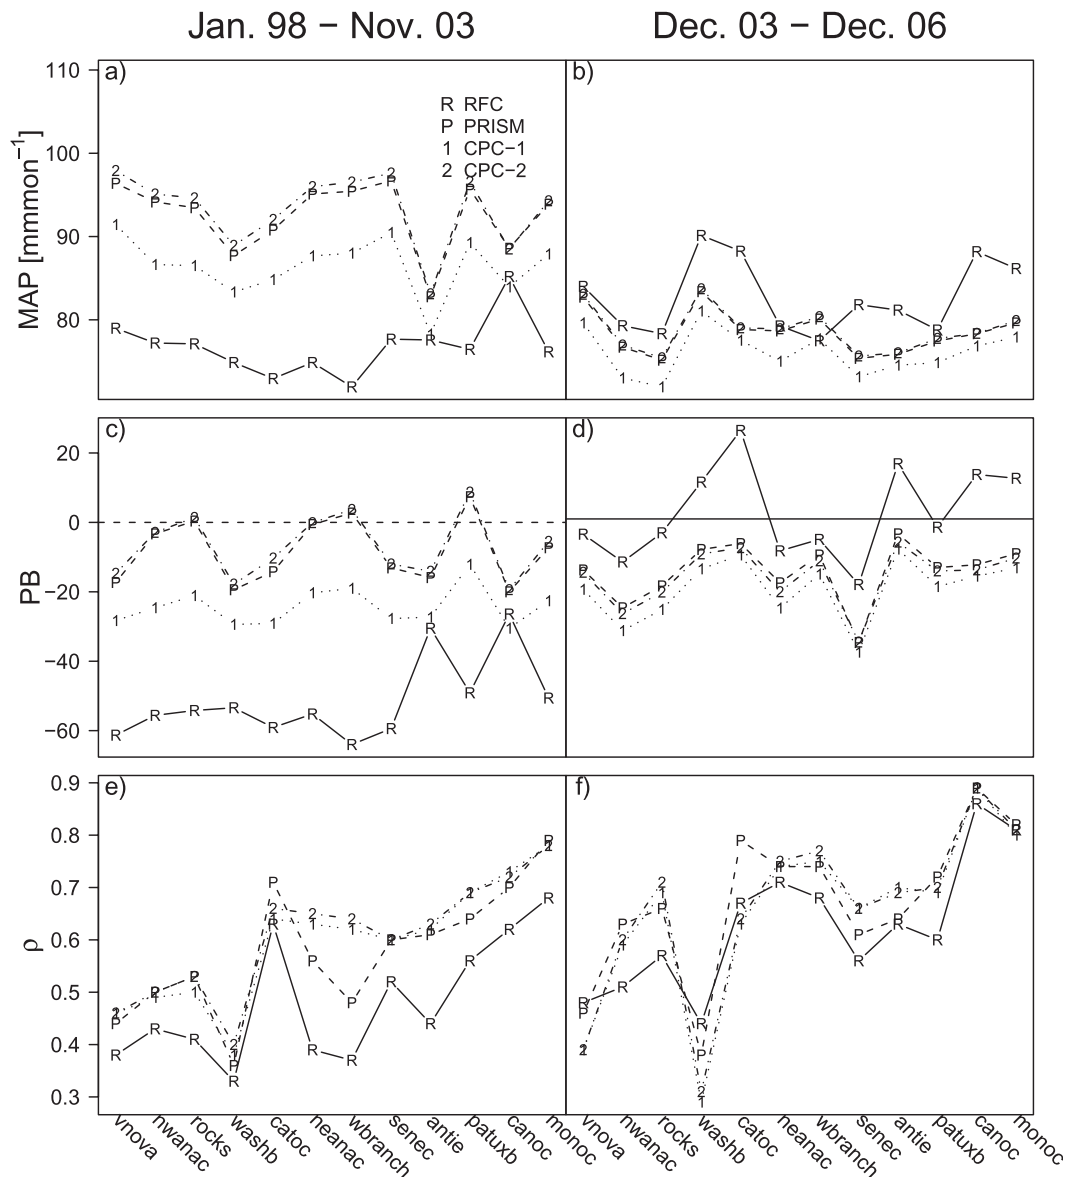 Jan. 98 − Nov. 03
Dec. 03 − Dec. 06
a)
b)
R RFC
P PRISM
1 CPC−1
2 CPC−2
MAP [mmmon−1]
110
100
90
80
c)
d)
PB
20
0
−20
−40
−60
e)
f)
ρ
0.9
0.8
0.7
0.6
0.5
0.4
0.3
vnova
nwanac
rocks
washb
catoc
neanac
wbranch
senec
antie
patuxb
canoc
monoc
vnova
nwanac
rocks
washb
catoc
neanac
wbranch
senec
antie
patuxb
canoc
monoc